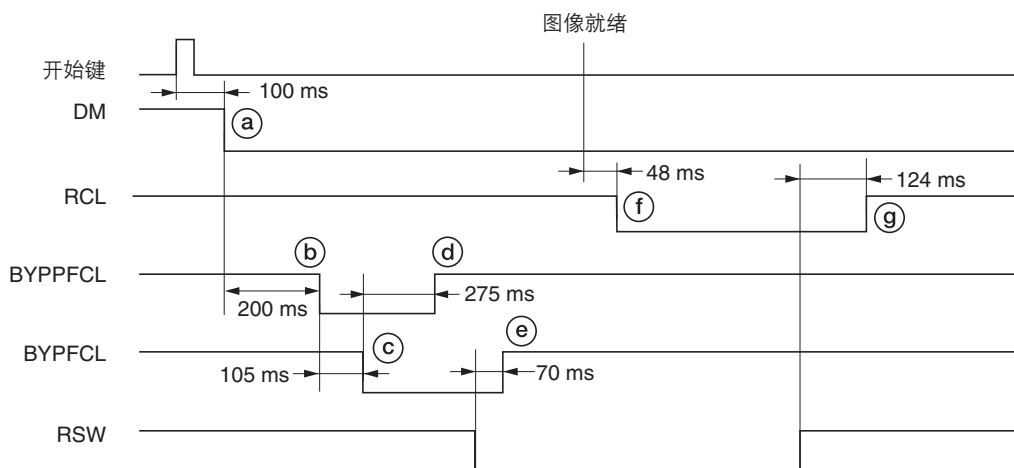 图像就绪
开始键
100 ms
DM
ⓐ
48 ms
124 ms
RCL
ⓕ
ⓖ
ⓑ
ⓓ
BYPPFCL
200 ms
275 ms
ⓔ
BYPFCL
ⓒ
105 ms
70 ms
RSW